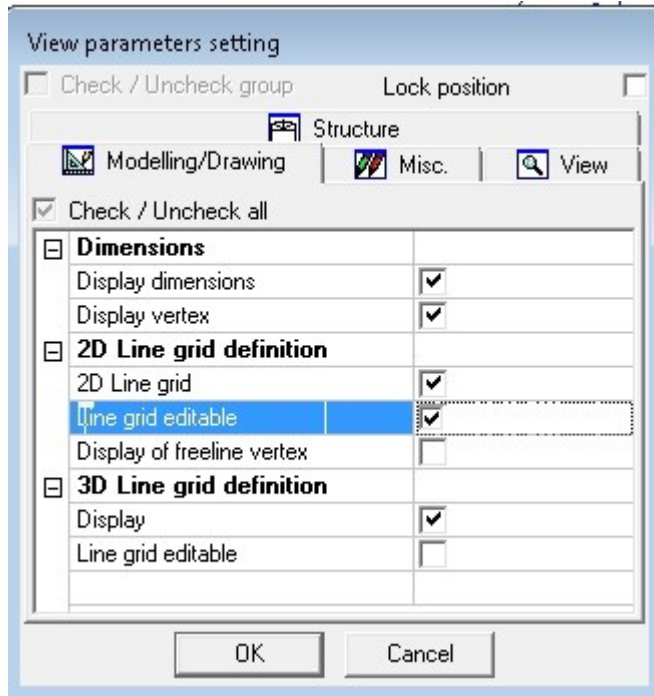 View parameters setting
Check / Uncheck group Lock position
Structure
Modelling/Drawing Misc. View
Check / Uncheck all
Dimensions
Display dimensions
Display vertex
2D Line grid definition
2D Line grid
Line grid editable
Display of freeline vertex
3D Line grid definition
Display
Line grid editable
OK Cancel